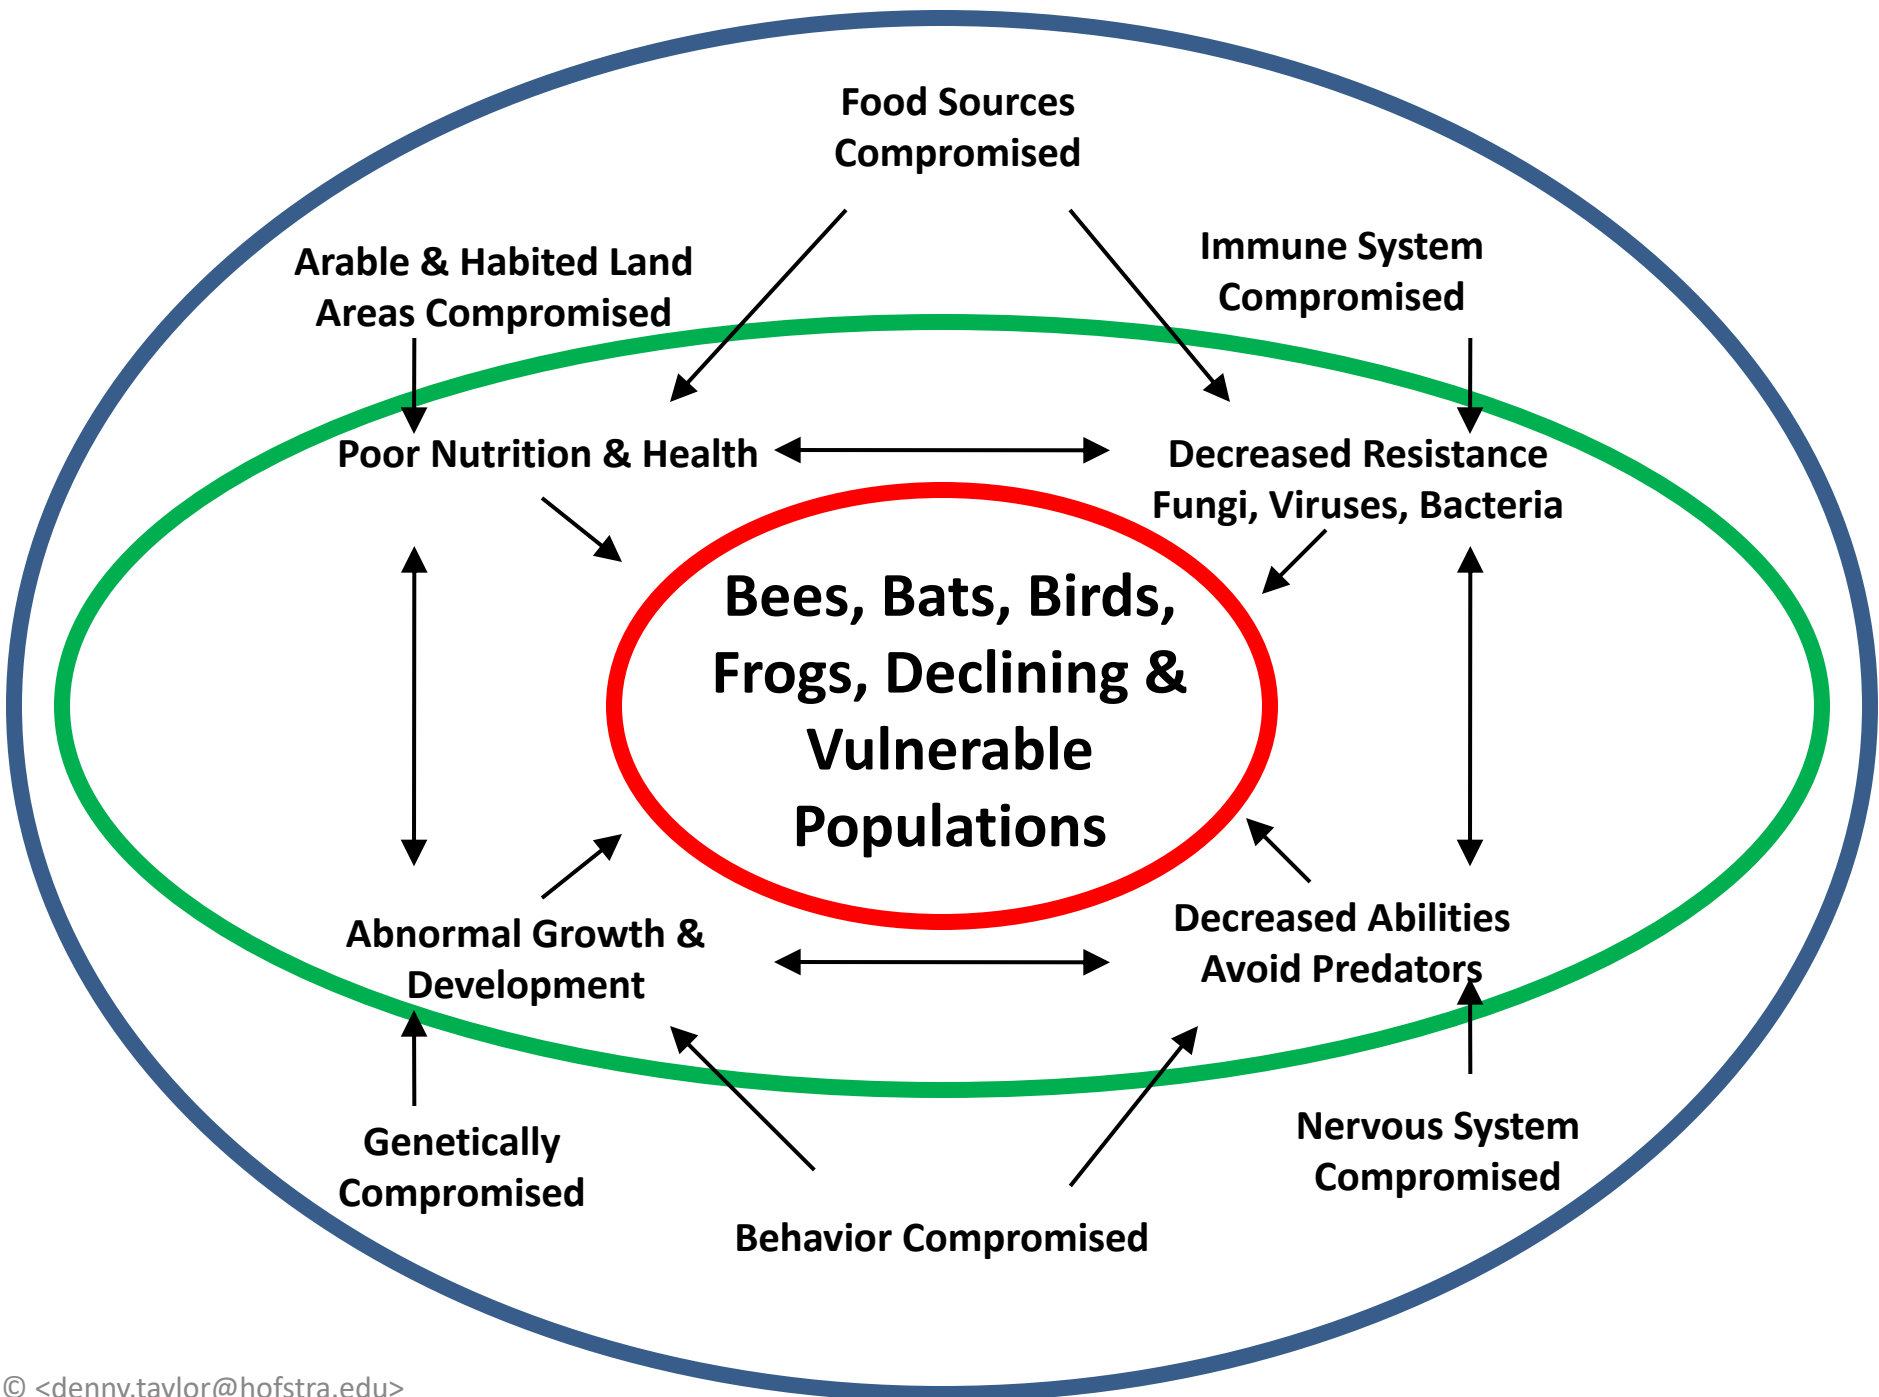 Food Sources
Compromised
Arable & Habited Land
Areas Compromised
Immune System
Compromised
Poor Nutrition & Health
Decreased Resistance
Fungi, Viruses, Bacteria
Bees, Bats, Birds,
Frogs, Declining &
Vulnerable
Populations
Abnormal Growth &
Development
Decreased Abilities
Avoid Predators
Genetically
Compromised
Nervous System
Compromised
Behavior Compromised
© <denny.taylor@hofstra.edu>